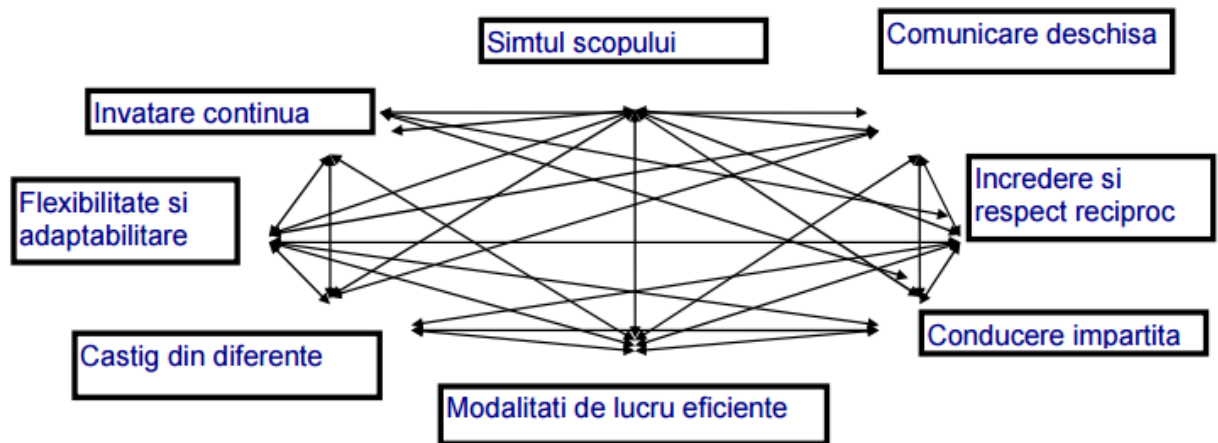 Simtul scopului
Comunicare deschisa
Invatare continua
Flexibilitate si
adaptabilitare
Incredere si
respect reciproc
Castig din diferente
Conducere impartita
Modalitati de lucru eficiente